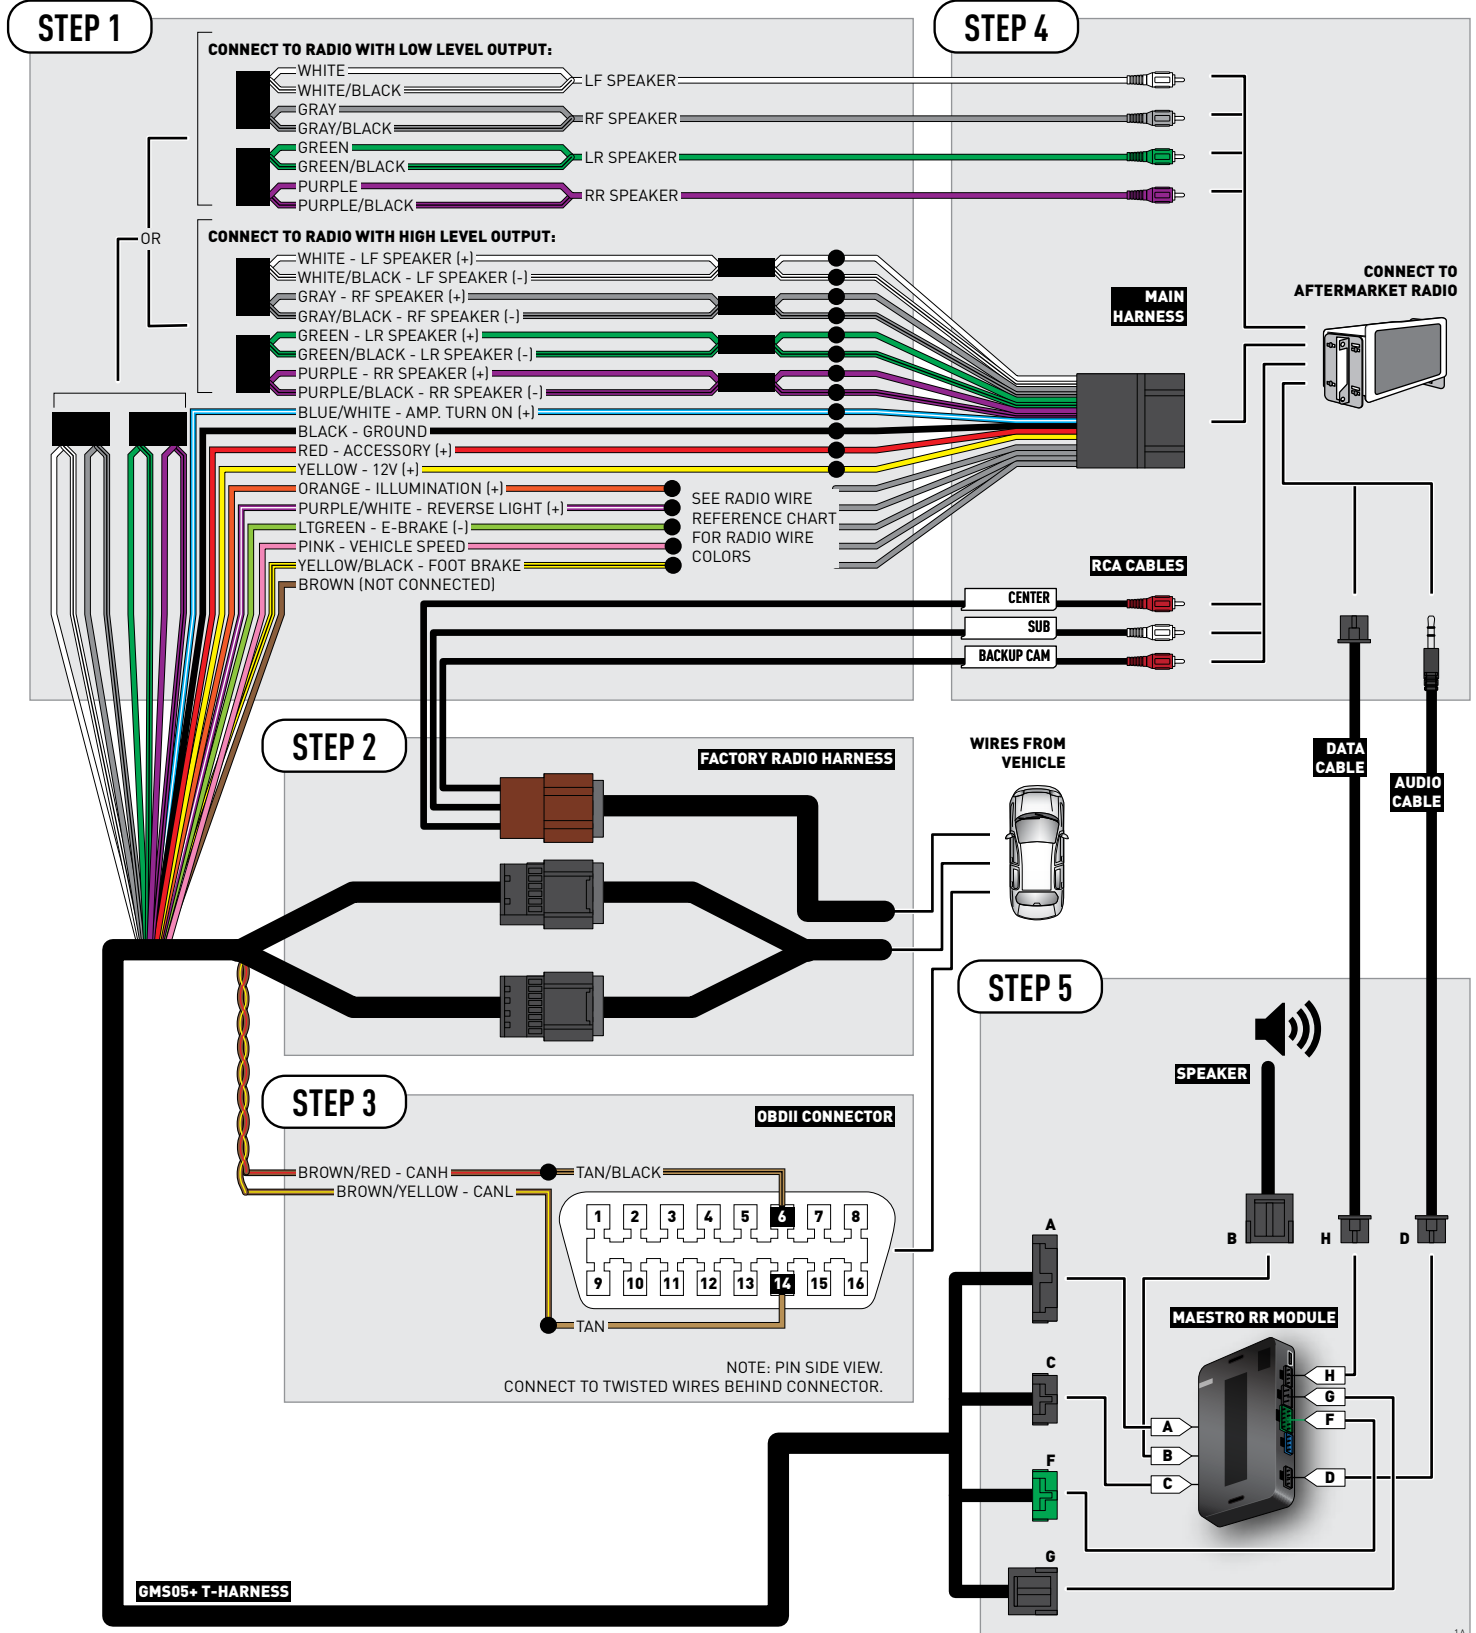 STEP 1
CONNECT TO RADIO WITH LOW LEVEL OUTPUT:
WHITE
WHITE/BLACK
LF SPEAKER
GRAY
GRAY/BLACK
RF SPEAKER
GREEN
GREEN/BLACK
LR SPEAKER
PURPLE
PURPLE/BLACK
RR SPEAKER
OR
CONNECT TO RADIO WITH HIGH LEVEL OUTPUT:
WHITE - LF SPEAKER (+)
WHITE/BLACK - LF SPEAKER (-)
GRAY - RF SPEAKER (+)
GRAY/BLACK - RF SPEAKER (-)
GREEN - LR SPEAKER (+)
GREEN/BLACK - LR SPEAKER (-)
PURPLE - RR SPEAKER (+)
PURPLE/BLACK - RR SPEAKER (-)
BLUE/WHITE - AMP. TURN ON (+)
BLACK - GROUND
RED - ACCESSORY (+)
YELLOW - 12V (+)
ORANGE - ILLUMINATION (+)
PURPLE/WHITE - REVERSE LIGHT (+)
LTGREEN - E-BRAKE (-)
PINK - VEHICLE SPEED
YELLOW/BLACK - FOOT BRAKE
BROWN (NOT CONNECTED)
SEE RADIO WIRE
REFERENCE CHART
FOR RADIO WIRE
COLORS
STEP 4
CONNECT TO
AFTERMARKET RADIO
MAIN
HARNESS
RCA CABLES
CENTER
SUB
BACKUP CAM
DATA
CABLE
AUDIO
CABLE
STEP 2
FACTORY RADIO HARNESS
WIRES FROM
VEHICLE
STEP 3
OBDII CONNECTOR
BROWN/RED - CANH
TAN/BLACK
BROWN/YELLOW - CANL
1 2 3 4 5 6 7 8
9 10 11 12 13 14 15 16
TAN
NOTE: PIN SIDE VIEW.
CONNECT TO TWISTED WIRES BEHIND CONNECTOR.
STEP 5
SPEAKER
A
B
H
D
MAESTRO RR MODULE
C
F
G
A
B
C
H
G
F
D
GMS05+ T-HARNESS